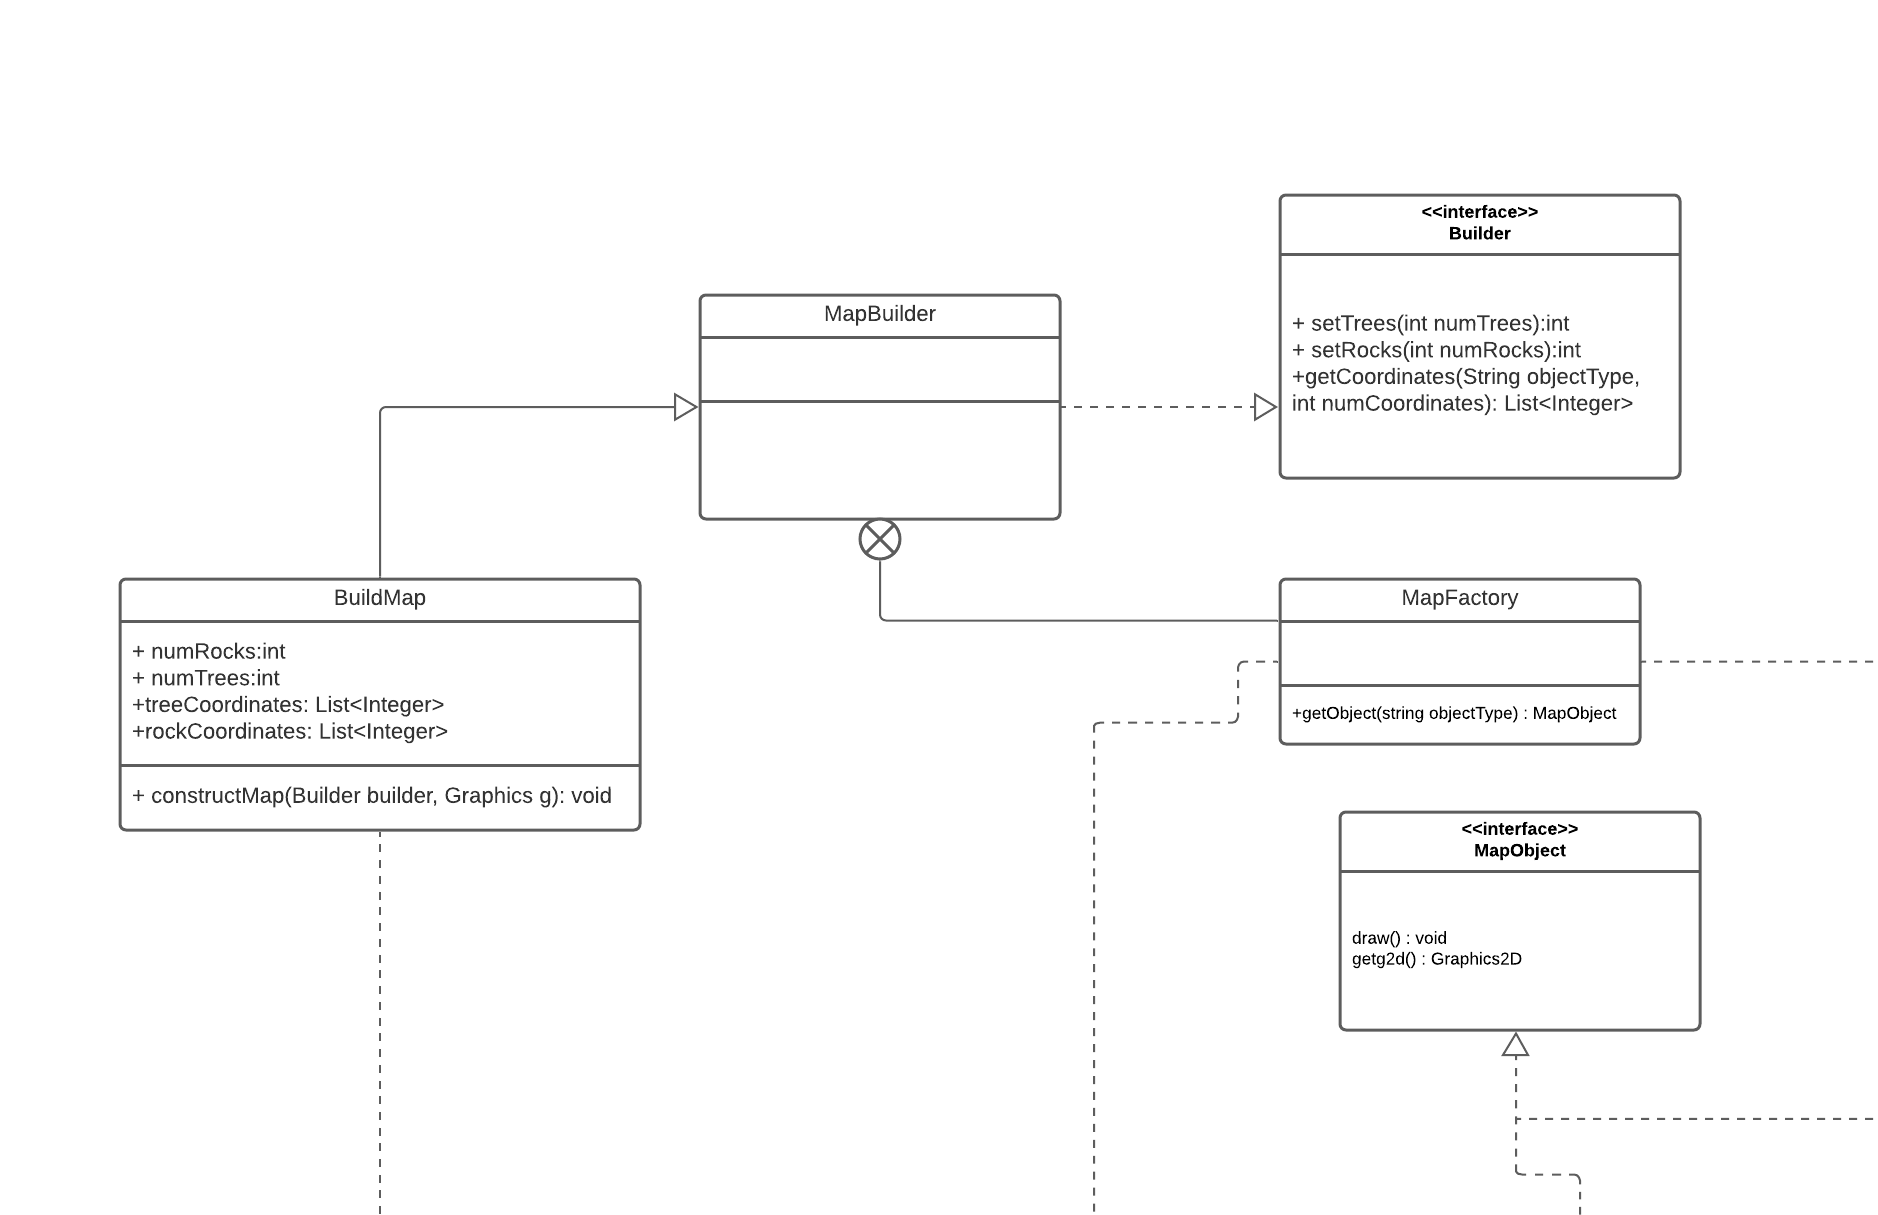 <<interface>>
Builder
+ setTrees(int numTrees):int
+ setRocks(int numRocks):int
+getCoordinates(String objectType,
int numCoordinates): List<Integer>
MapBuilder
BuildMap
+ numRocks:int
+ numTrees:int
+treeCoordinates: List<Integer>
+rockCoordinates: List<Integer>
+ constructMap(Builder builder, Graphics g): void
MapFactory
+getObject(string objectType) : MapObject
<<interface>>
MapObject
draw() : void
getg2d() : Graphics2D